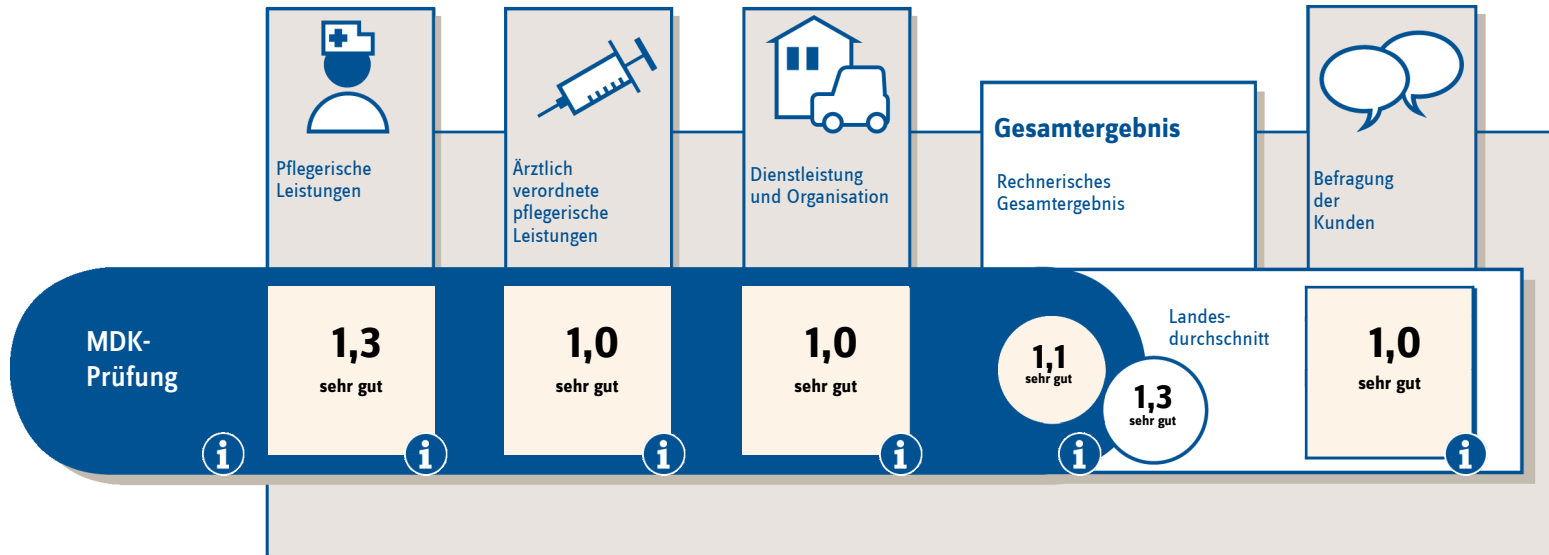 Pflegerische
Leistungen
Ärztlich
verordnete
pflegerische
Leistungen
Dienstleistung
und Organisation
Gesamtergebnis
Rechnerisches
Gesamtergebnis
Befragung
der
Kunden
MDK-
Prüfung
1,3
sehr gut
1,0
sehr gut
1,0
sehr gut
1,1
sehr gut
Landes-
durchschnitt
1,3
sehr gut
1,0
sehr gut
i
i
i
i
i
i